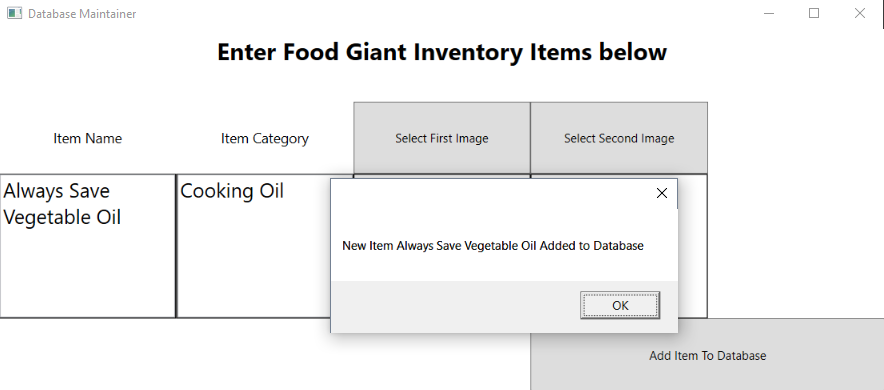 Database Maintainer
Enter Food Giant Inventory Items below
Item Name
Item Category
Select First Image
Select Second Image
Always Save
Vegetable Oil
Cooking Oil
New Item Always Save Vegetable Oil Added to Database
OK
Add Item To Database